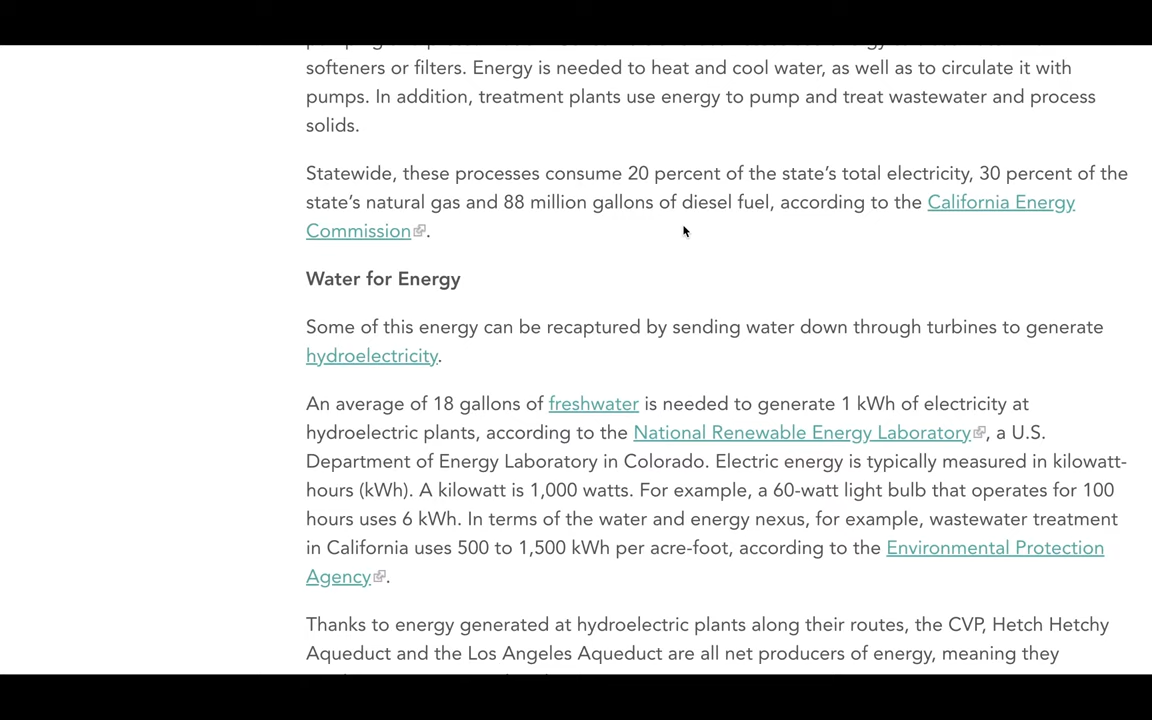 softeners or filters. Energy is needed to heat and cool water, as well as to circulate it with
pumps. In addition, treatment plants use energy to pump and treat wastewater and process
solids.
Statewide, these processes consume 20 percent of the state’s total electricity, 30 percent of the
state’s natural gas and 88 million gallons of diesel fuel, according to the California Energy
Commission.
Water for Energy
Some of this energy can be recaptured by sending water down through turbines to generate
hydroelectricity.
An average of 18 gallons of freshwater is needed to generate 1 kWh of electricity at
hydroelectric plants, according to the National Renewable Energy Laboratory, a U.S.
Department of Energy Laboratory in Colorado. Electric energy is typically measured in kilowatt-
hours (kWh). A kilowatt is 1,000 watts. For example, a 60-watt light bulb that operates for 100
hours uses 6 kWh. In terms of the water and energy nexus, for example, wastewater treatment
in California uses 500 to 1,500 kWh per acre-foot, according to the Environmental Protection
Agency.
Thanks to energy generated at hydroelectric plants along their routes, the CVP, Hetch Hetchy
Aqueduct and the Los Angeles Aqueduct are all net producers of energy, meaning they